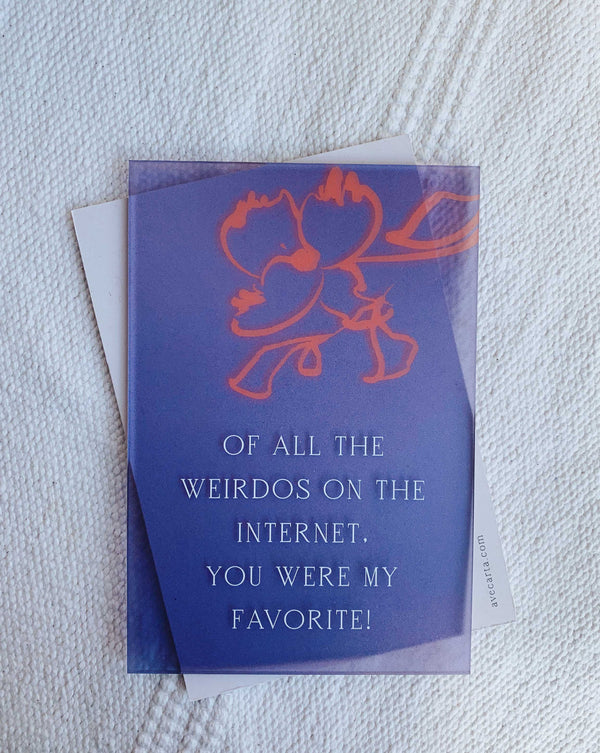 OF ALL THE
WEIRDOS ON THE
INTERNET,
YOU WERE MY
FAVORITE!
avecarta.com